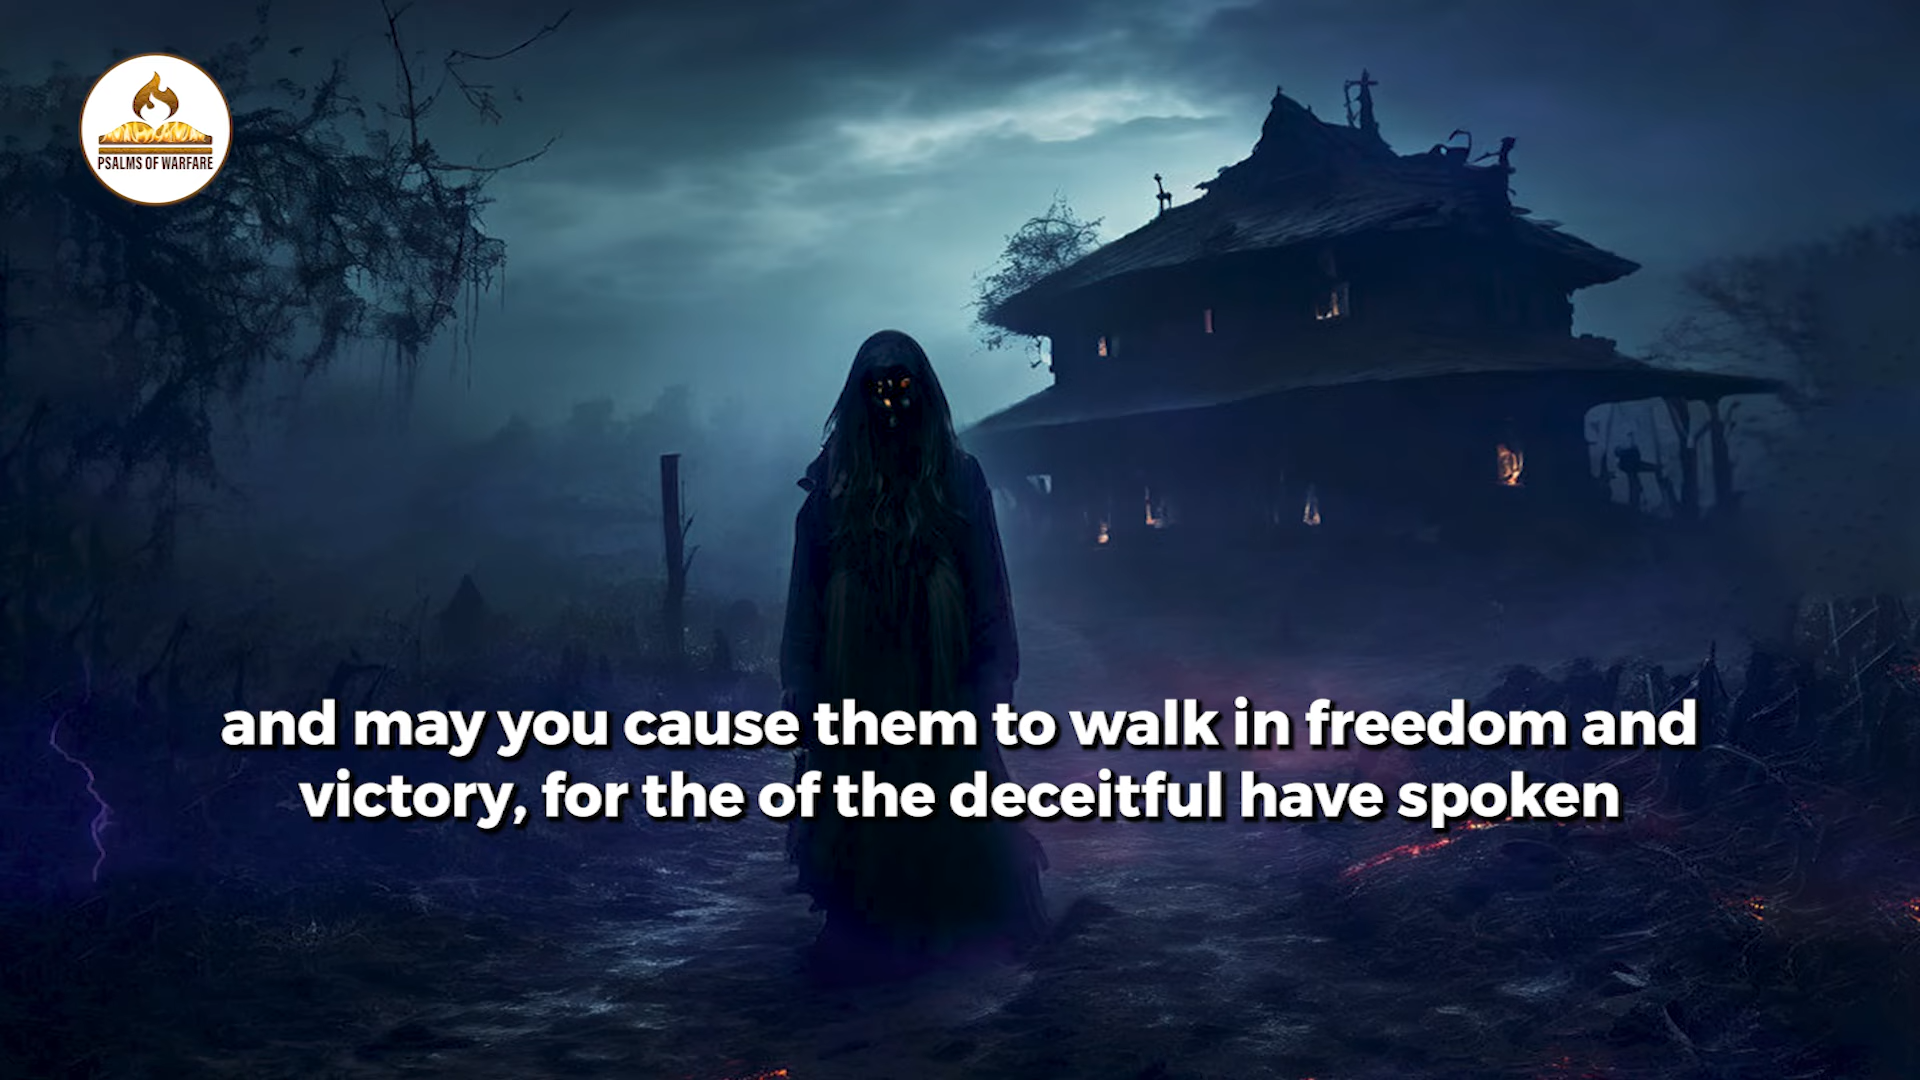 PSALMS OF WARFARE
and may you cause them to walk in freedom and
victory, for the of the deceitful have spoken